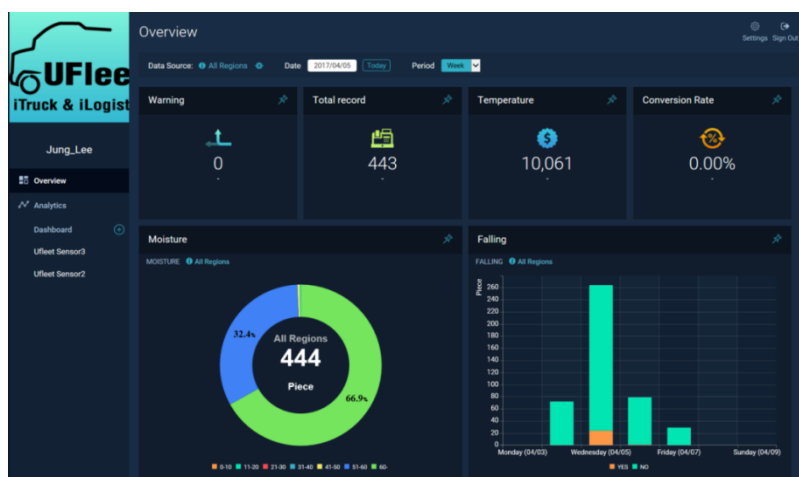 Overview
Settings Sign Out
Data Source: All Regions Date 2017/04/05 Today Period Week
UFlee
iTruck & iLogist
Jung_Lee
Overview
Analytics
Dashboard
Ufleet Sensor3
Ufleet Sensor2
Warning
0
-
Total record
443
-
Temperature
$
10,061
-
Conversion Rate
%
0.00%
-
Moisture
MOISTURE All Regions
32.4%
All Regions
444
Piece
66.9%
0-10 11-20 21-30 31-40 41-50 51-60 60-
Falling
FALLING All Regions
Piece
260
240
220
200
180
160
140
120
100
80
60
40
20
0
Monday (04/03) Wednesday (04/05) Friday (04/07) Sunday (04/09)
YES NO